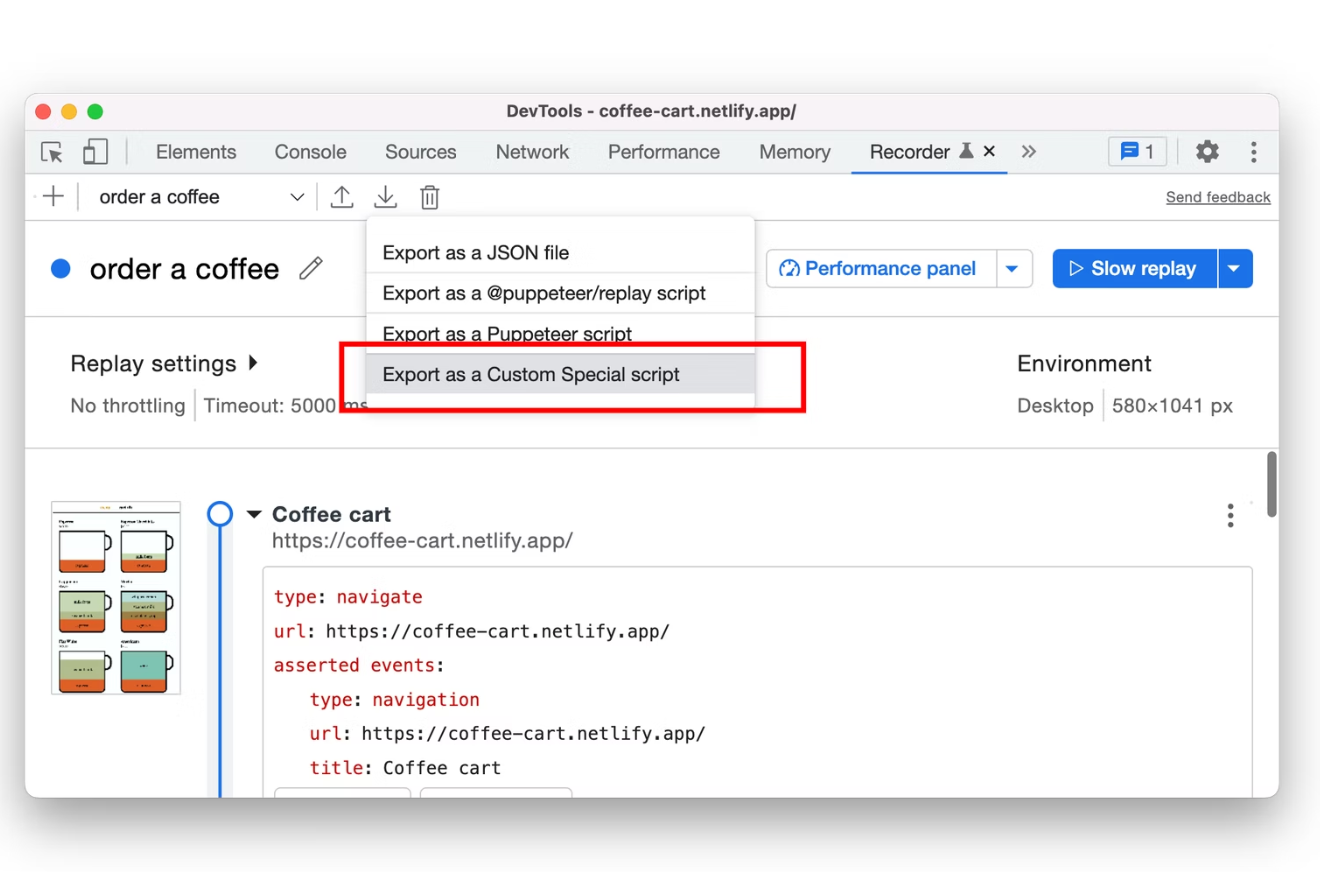 DevTools - coffee-cart.netlify.app/
Elements Console Sources Network Performance Memory Recorder 1
order a coffee Send feedback
Export as a JSON file
order a coffee Performance panel Slow replay
Export as a @puppeteer/replay script
Export as a Puppeteer script
Replay settings Environment
Export as a Custom Special script
No throttling Timeout: 5000 ms Desktop 580×1041 px
Coffee cart
https://coffee-cart.netlify.app/
type: navigate
url: https://coffee-cart.netlify.app/
asserted events:
type: navigation
url: https://coffee-cart.netlify.app/
title: Coffee cart